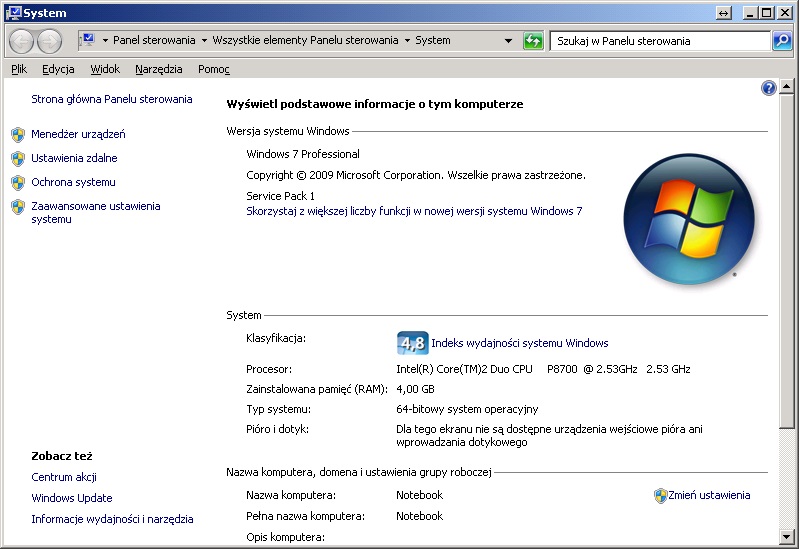 System
Panel sterowania Wszystkie elementy Panelu sterowania System
Szukaj w Panelu sterowania
Plik Edycja Widok Narzędzia Pomoc
Strona główna Panelu sterowania
Menedżer urządzeń
Ustawienia zdalne
Ochrona systemu
Zaawansowane ustawienia
systemu
Zobacz też
Centrum akcji
Windows Update
Informacje wydajności i narzędzia
Wyświetl podstawowe informacje o tym komputerze
Wersja systemu Windows
Windows 7 Professional
Copyright © 2009 Microsoft Corporation. Wszelkie prawa zastrzeżone.
Service Pack 1
Skorzystaj z większej liczby funkcji w nowej wersji systemu Windows 7
System
Klasyfikacja: 4,8 Indeks wydajności systemu Windows
Procesor: Intel(R) Core(TM)2 Duo CPU P8700 @ 2.53GHz 2.53 GHz
Zainstalowana pamięć (RAM): 4,00 GB
Typ systemu: 64-bitowy system operacyjny
Pióro i dotyk: Dla tego ekranu nie są dostępne urządzenia wejściowe pióra ani
wprowadzania dotykowego
Nazwa komputera, domena i ustawienia grupy roboczej
Nazwa komputera: Notebook Zmień ustawienia
Pełna nazwa komputera: Notebook
Opis komputera: